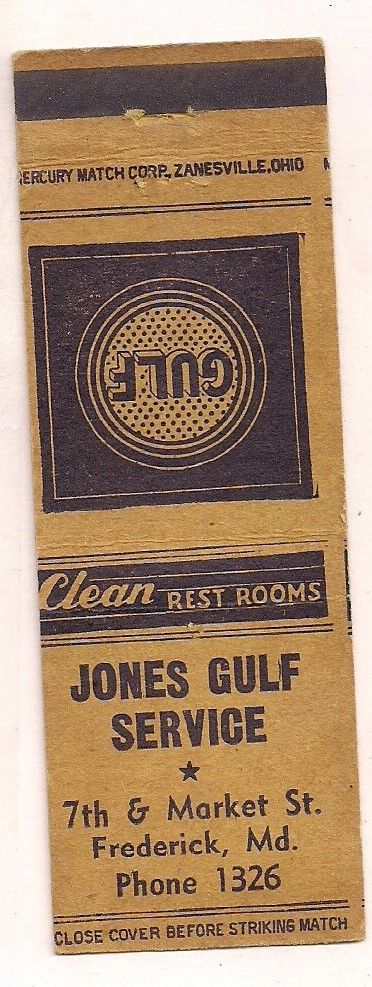 MERCURY MATCH CORP., ZANESVILLE, OHIO
GULF
Clean REST ROOMS
JONES GULF
SERVICE
★
7th & Market St.
Frederick, Md.
Phone 1326
CLOSE COVER BEFORE STRIKING MATCH